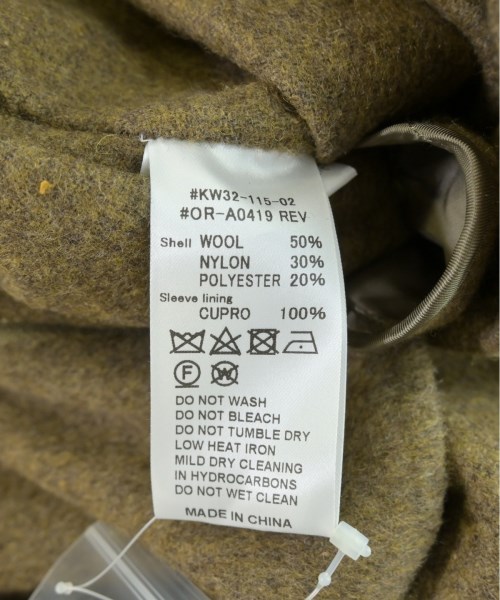 #KW32-115-02
#OR-A0419 REV
Shell WOOL 50%
NYLON 30%
POLYESTER 20%
Sleeve lining
CUPRO 100%
F W
DO NOT WASH
DO NOT BLEACH
DO NOT TUMBLE DRY
LOW HEAT IRON
MILD DRY CLEANING
IN HYDROCARBONS
DO NOT WET CLEAN
MADE IN CHINA